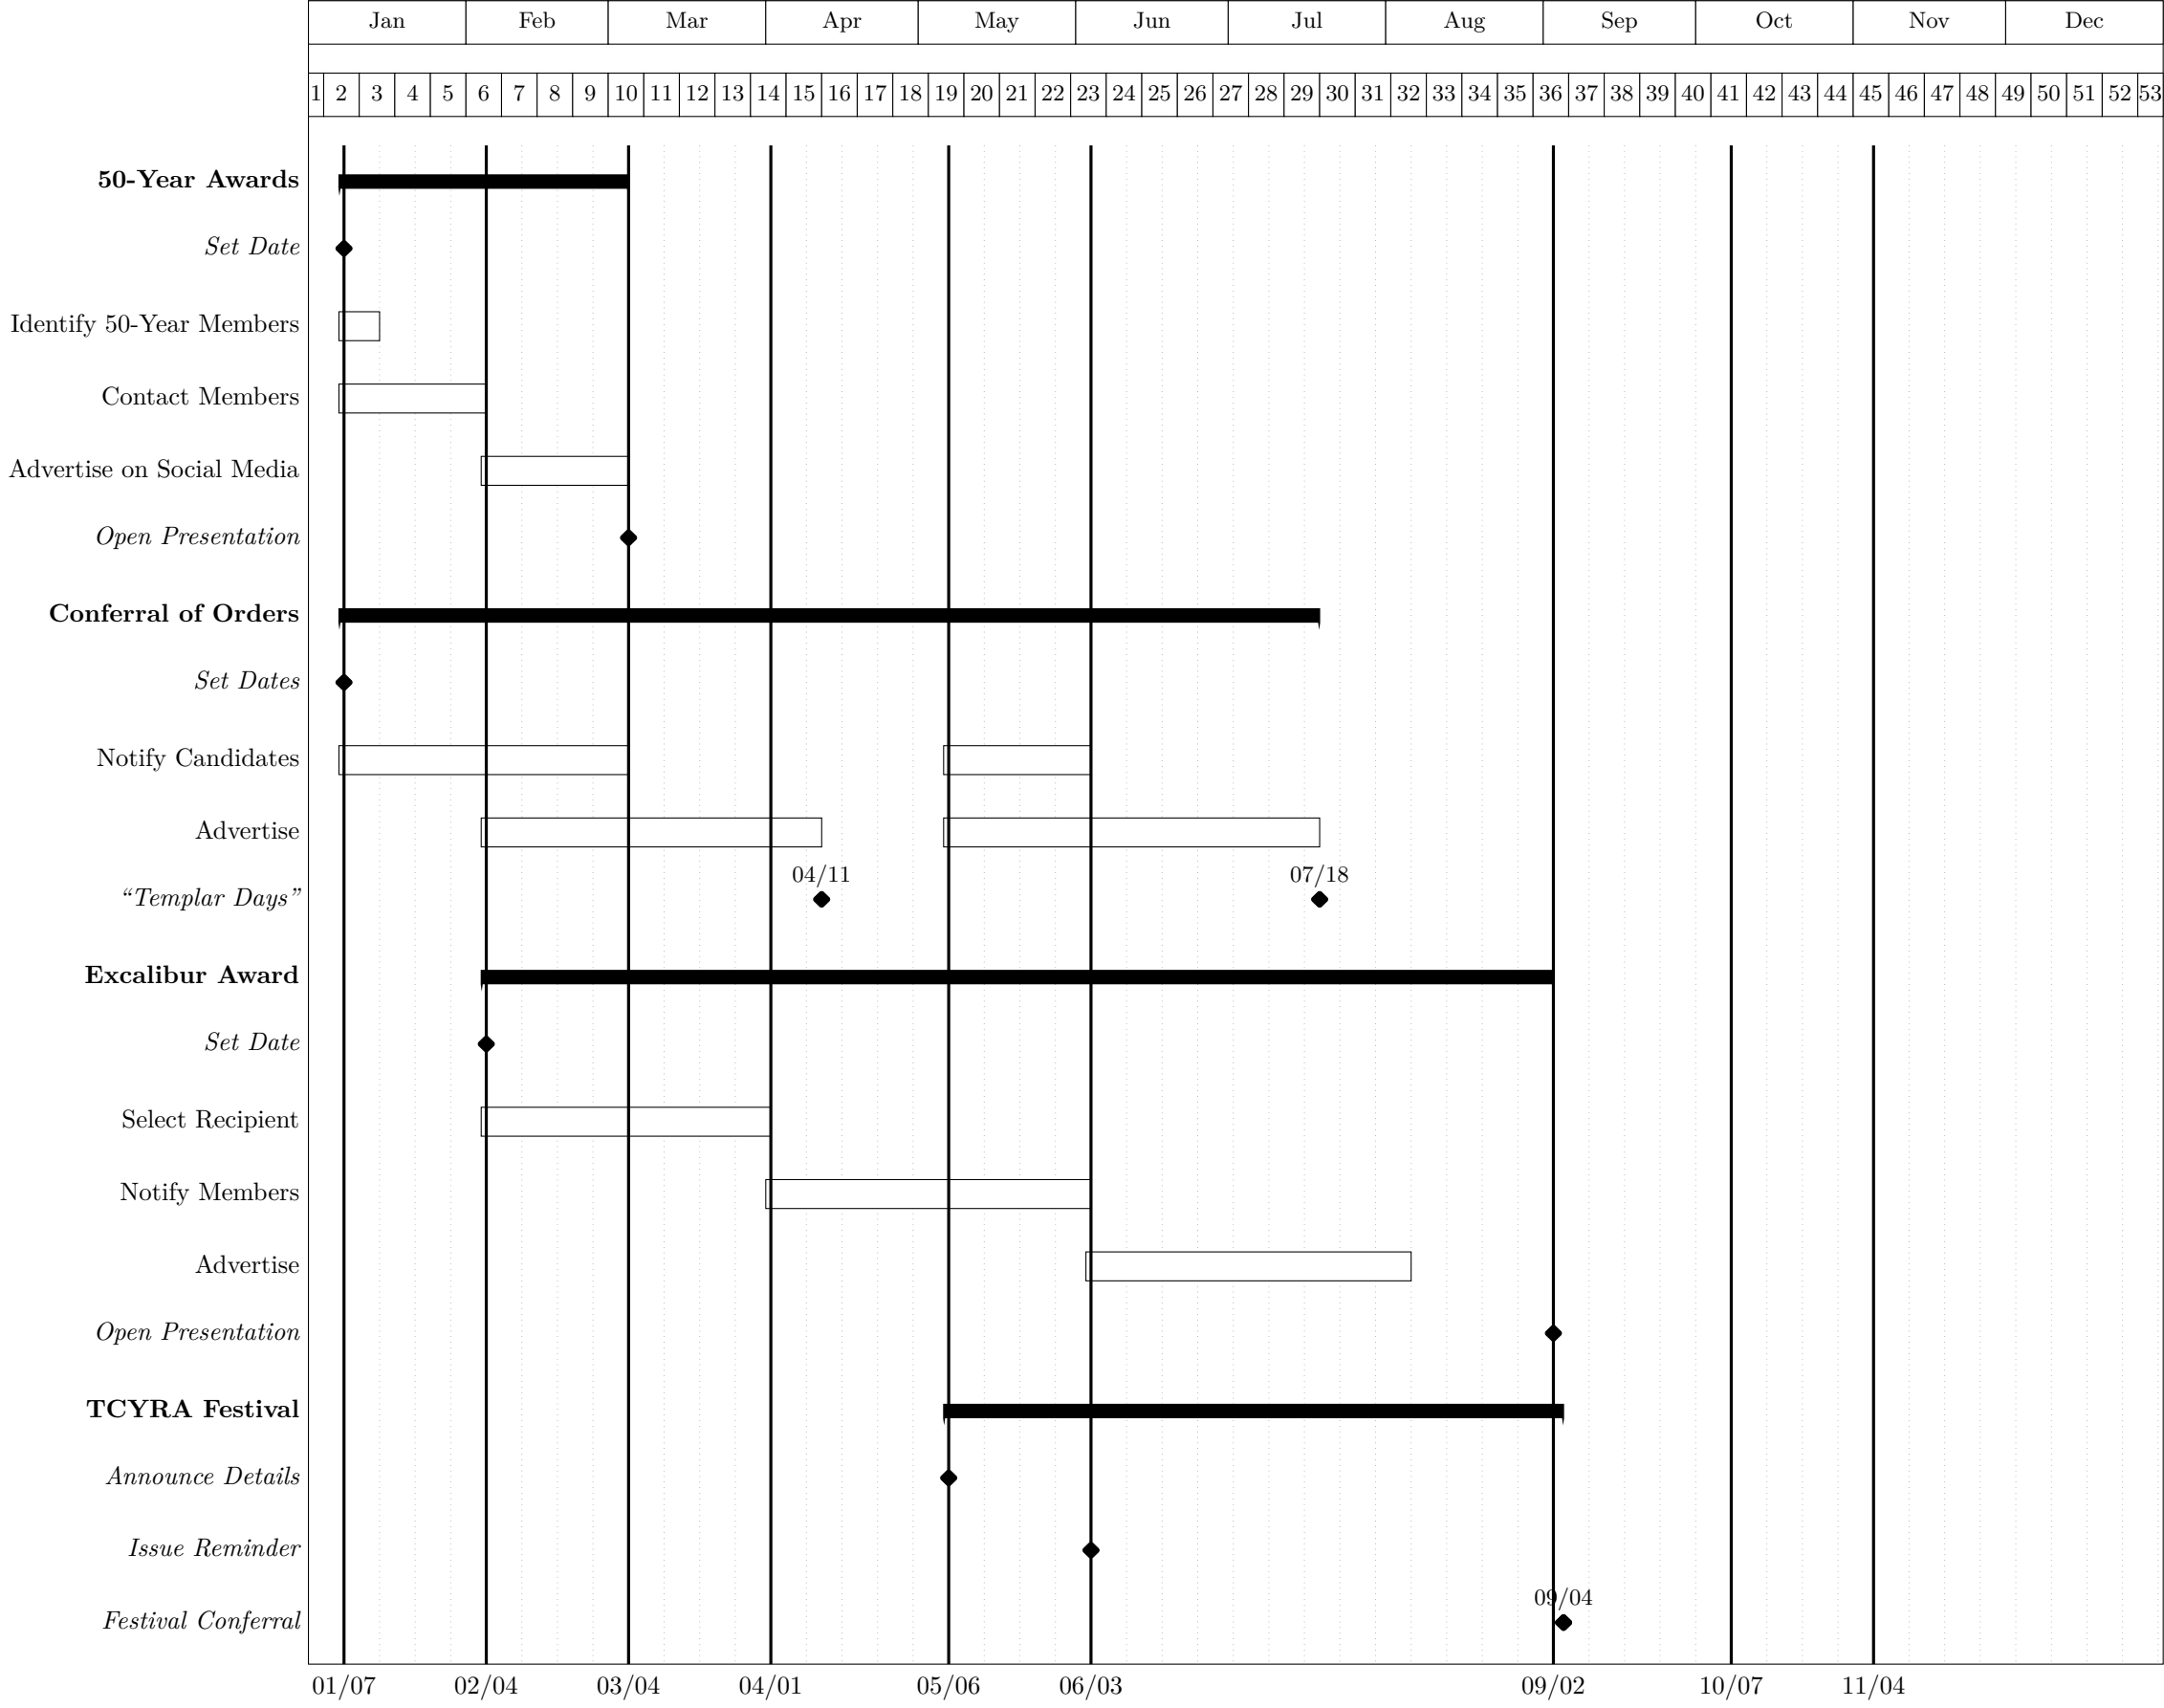 Jan Feb Mar Apr May Jun Jul Aug Sep Oct Nov Dec
1 2 3 4 5 6 7 8 9 10 11 12 13 14 15 16 17 18 19 20 21 22 23 24 25 26 27 28 29 30 31 32 33 34 35 36 37 38 39 40 41 42 43 44 45 46 47 48 49 50 51 52 53
50-Year Awards
Set Date
Identify 50-Year Members
Contact Members
Advertise on Social Media
Open Presentation
Conferral of Orders
Set Dates
Notify Candidates
Advertise
04/11 07/18
“Templar Days”
Excalibur Award
Set Date
Select Recipient
Notify Members
Advertise
Open Presentation
TCYRA Festival
Announce Details
Issue Reminder
09/04
Festival Conferral
01/07 02/04 03/04 04/01 05/06 06/03 09/02 10/07 11/04